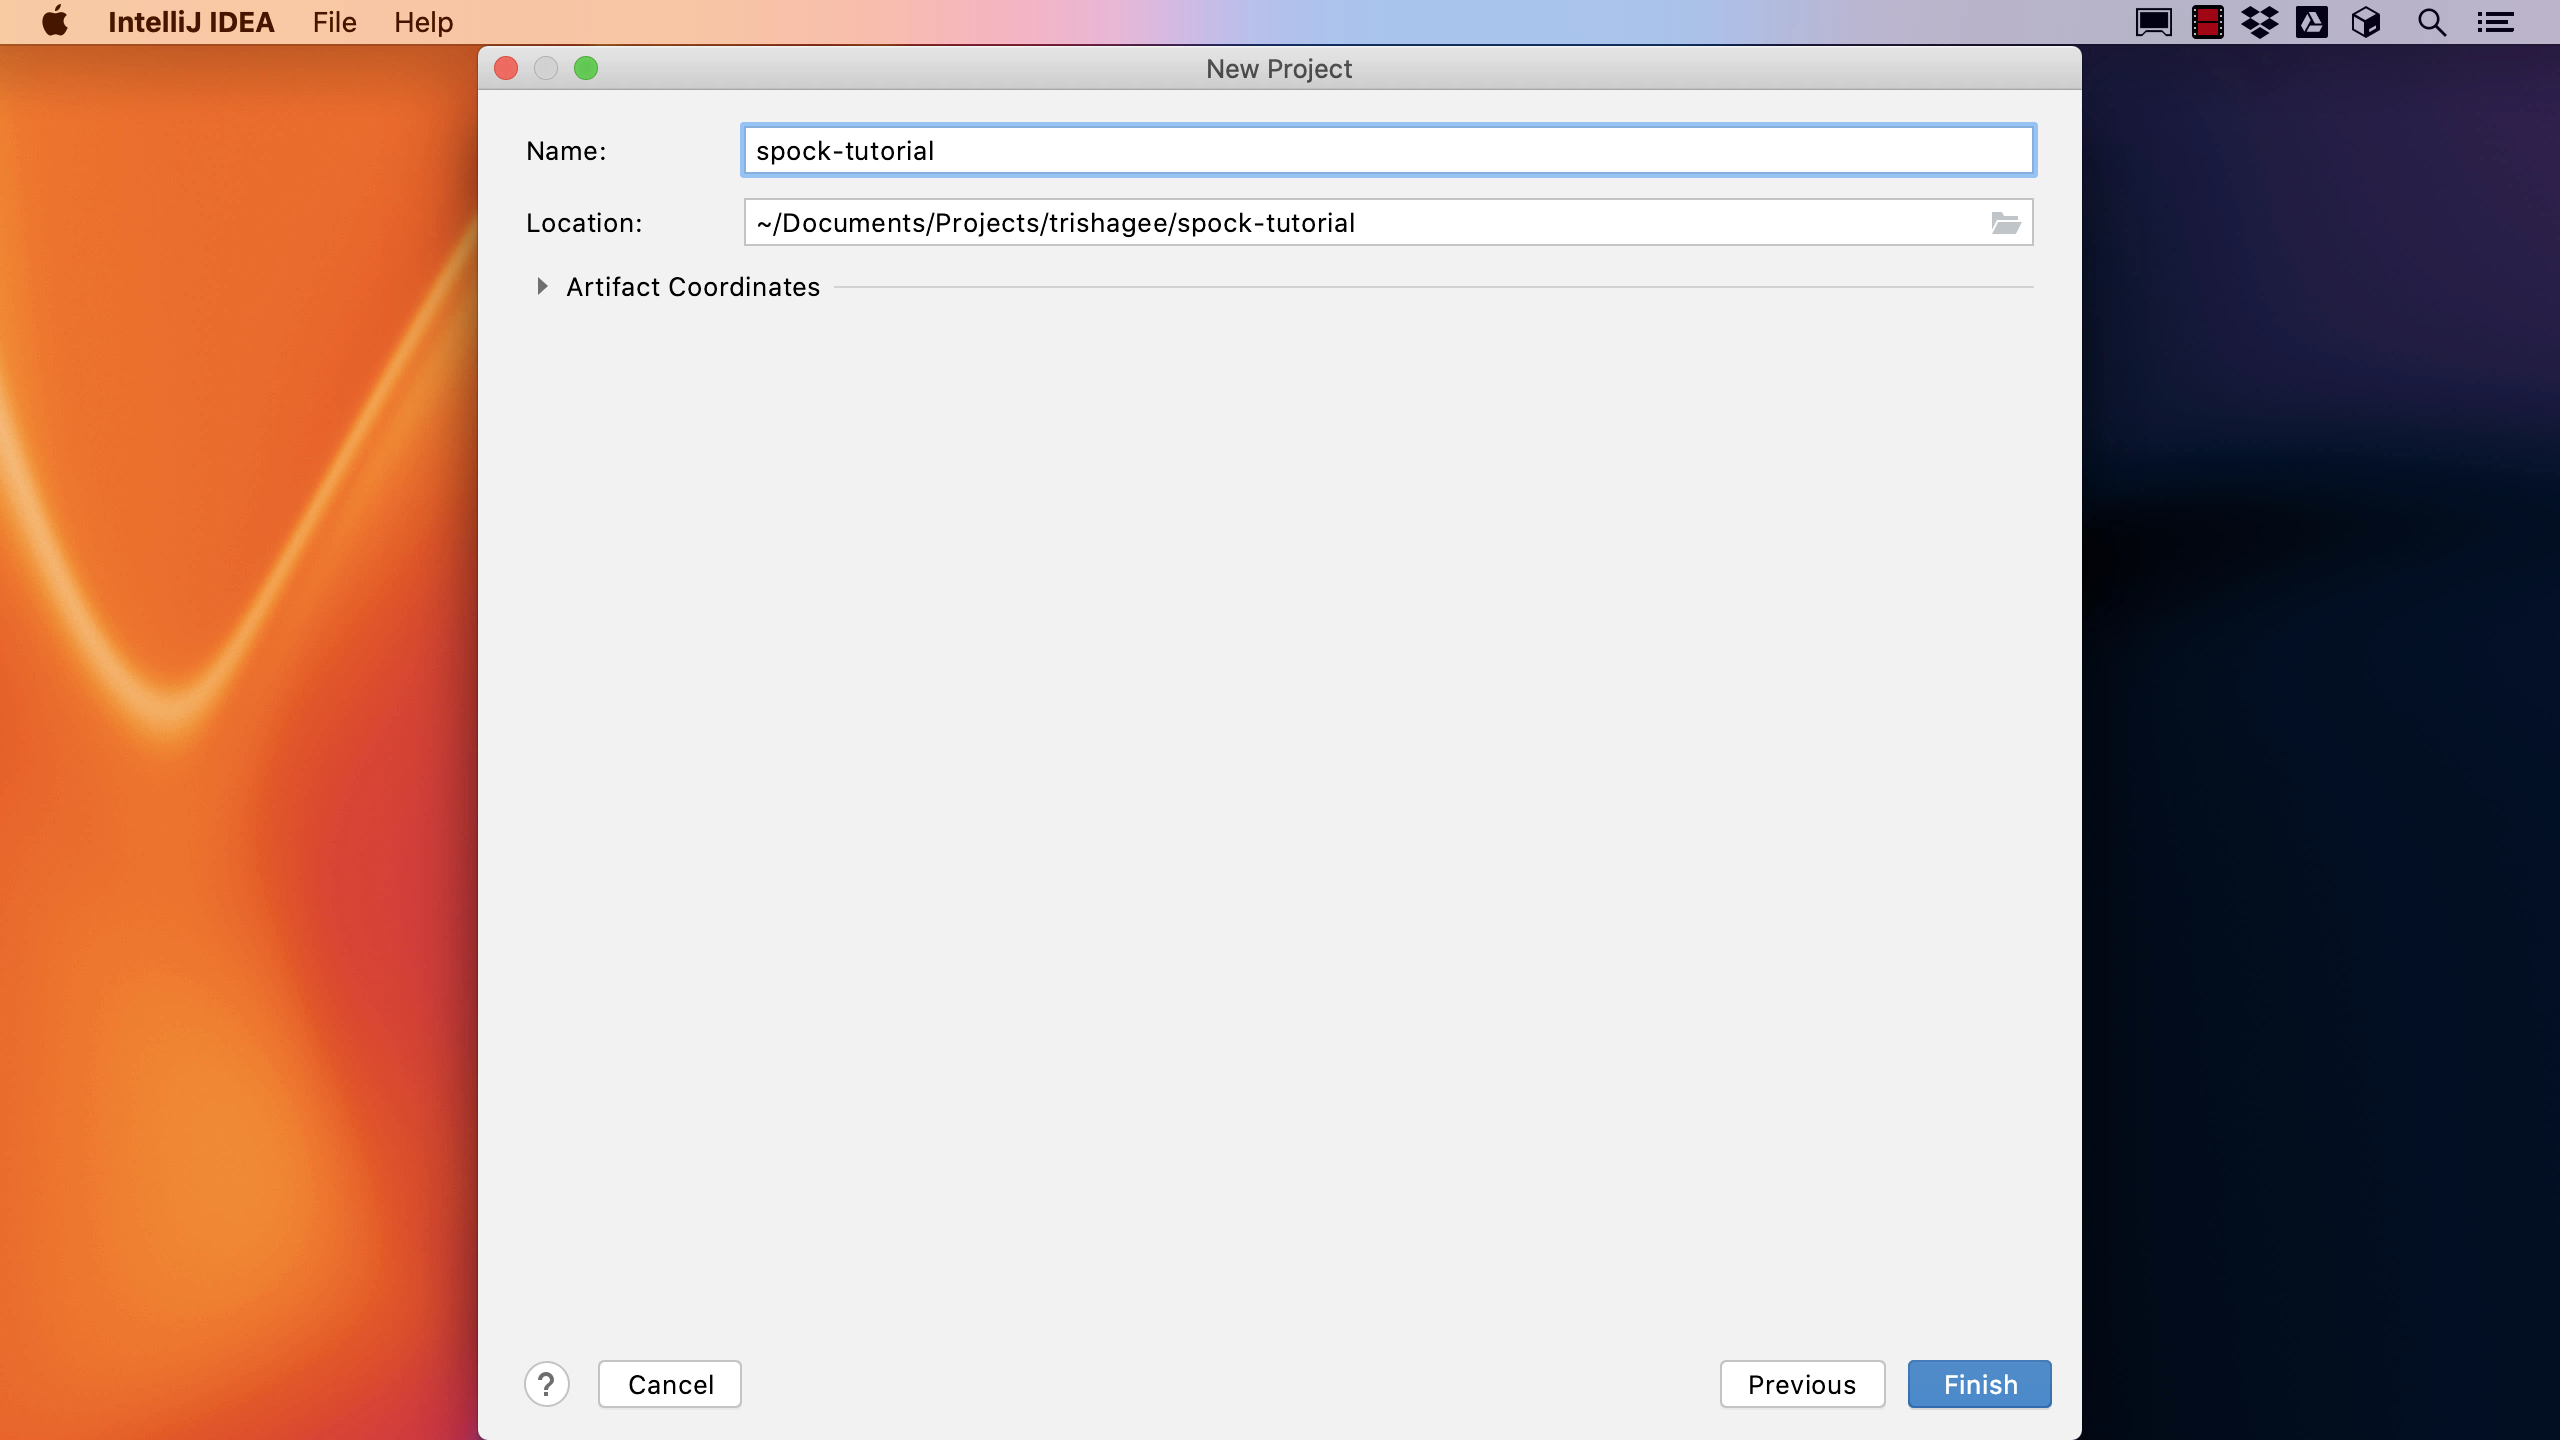 IntelliJ IDEA File Help
New Project
Name: spock-tutorial
Location: ~/Documents/Projects/trishagee/spock-tutorial
Artifact Coordinates
? Cancel Previous Finish